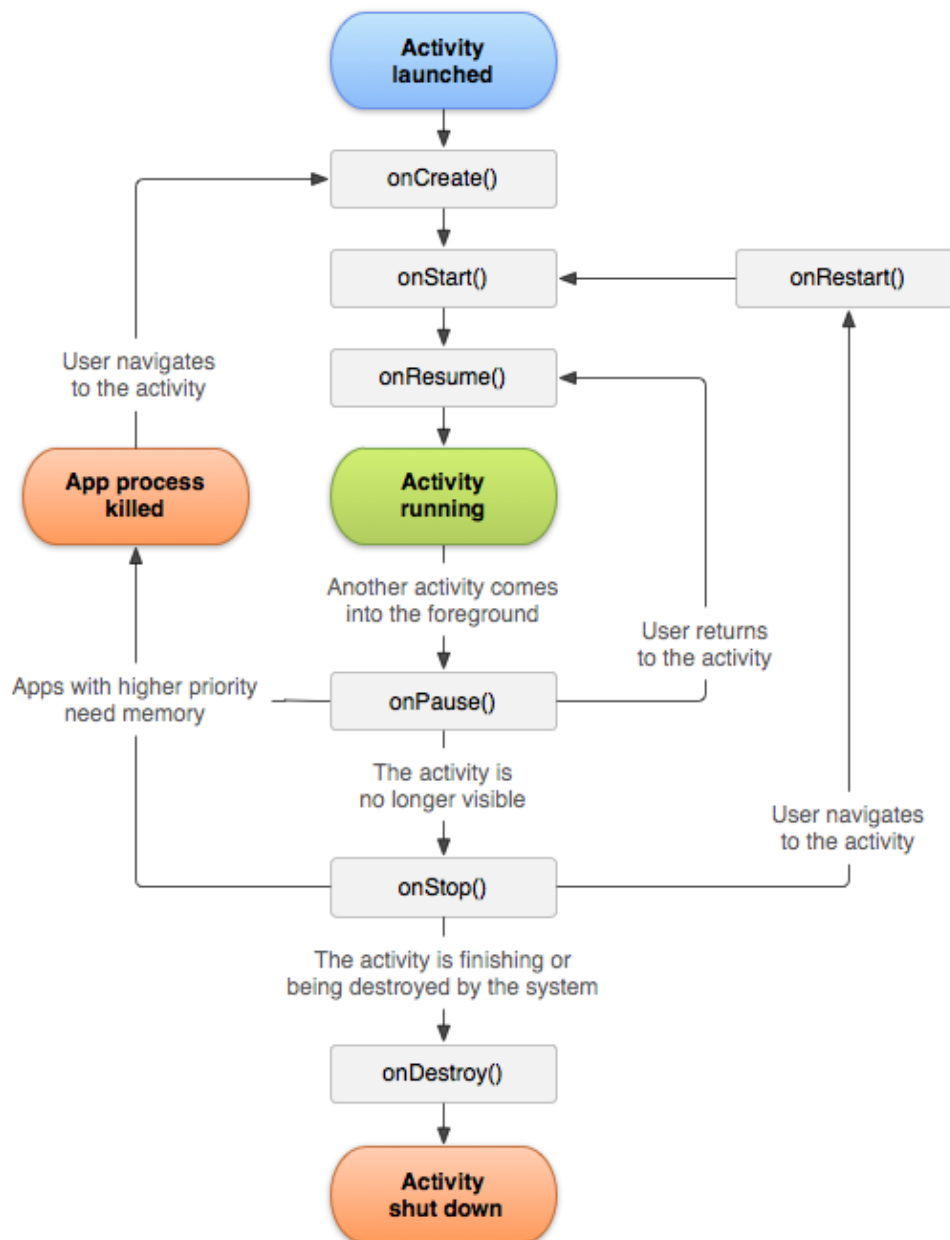 Activity
launched
onCreate()
onStart()
onRestart()
User navigates
to the activity
onResume()
App process
killed
Activity
running
Another activity comes
into the foreground
User returns
to the activity
Apps with higher priority
need memory
onPause()
The activity is
no longer visible
User navigates
to the activity
onStop()
The activity is finishing or
being destroyed by the system
onDestroy()
Activity
shut down